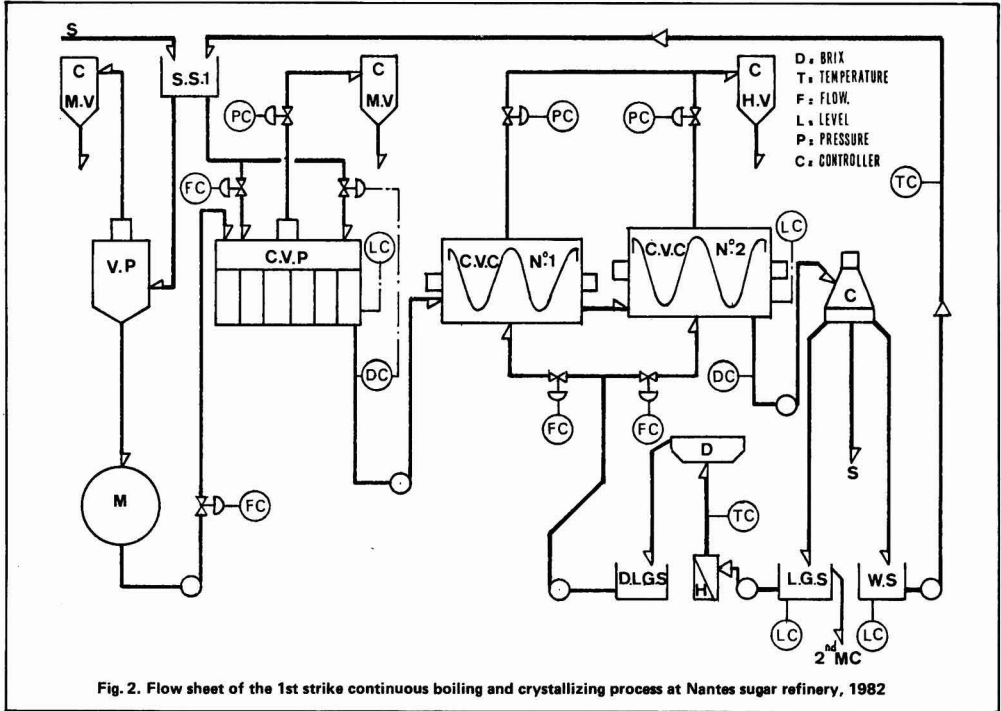 S
C
M.V
S.S.1
C
M.V
C
H.V
D = BRIX
T = TEMPERATURE
F = FLOW.
L = LEVEL
P = PRESSURE
C = CONTROLLER
PC
PC
PC
TC
FC
V.P
C.V.P
LC
C.V.C Nº1
C.V.C Nº2
LC
C
DC
DC
FC
FC
M
FC
D
S
TC
D.L.G.S
H
L.G.S
W.S
LC
LC
2nd MC
Fig. 2. Flow sheet of the 1st strike continuous boiling and crystallizing process at Nantes sugar refinery, 1982